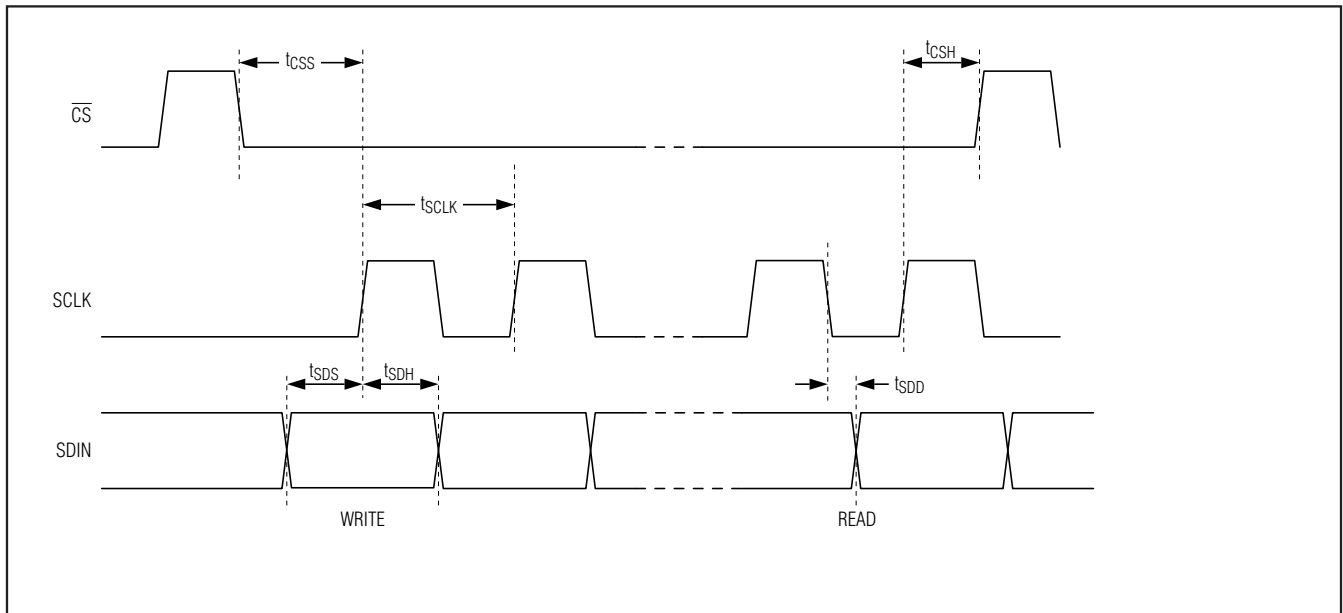 tCSS
tCSH
CS
tSCLK
SCLK
tSDS
tSDH
tSDD
SDIN
WRITE
READ